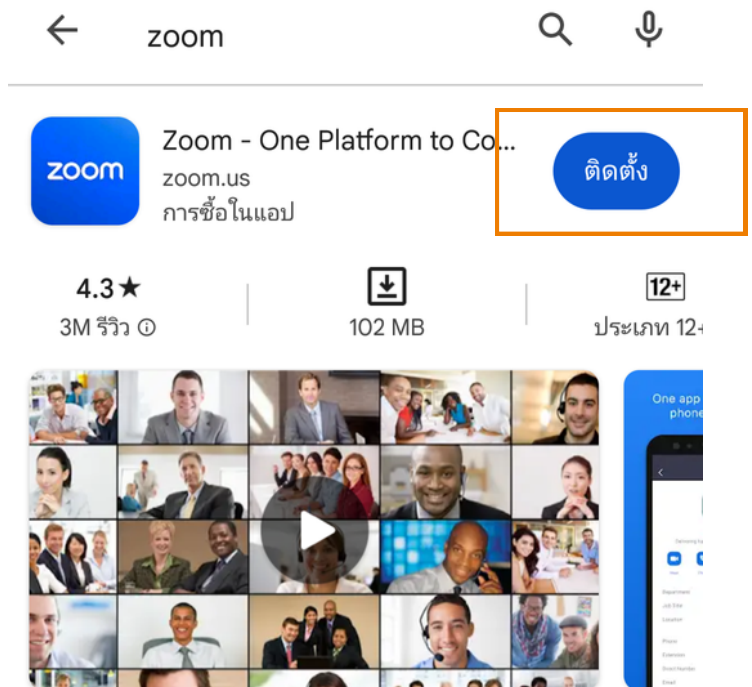 zoom
zoom
Zoom - One Platform to Co...
zoom.us
การซื้อในแอป
ติดตั้ง
4.3★
3M รีวิว
102 MB
12+
ประเภท 12+
One app
phone